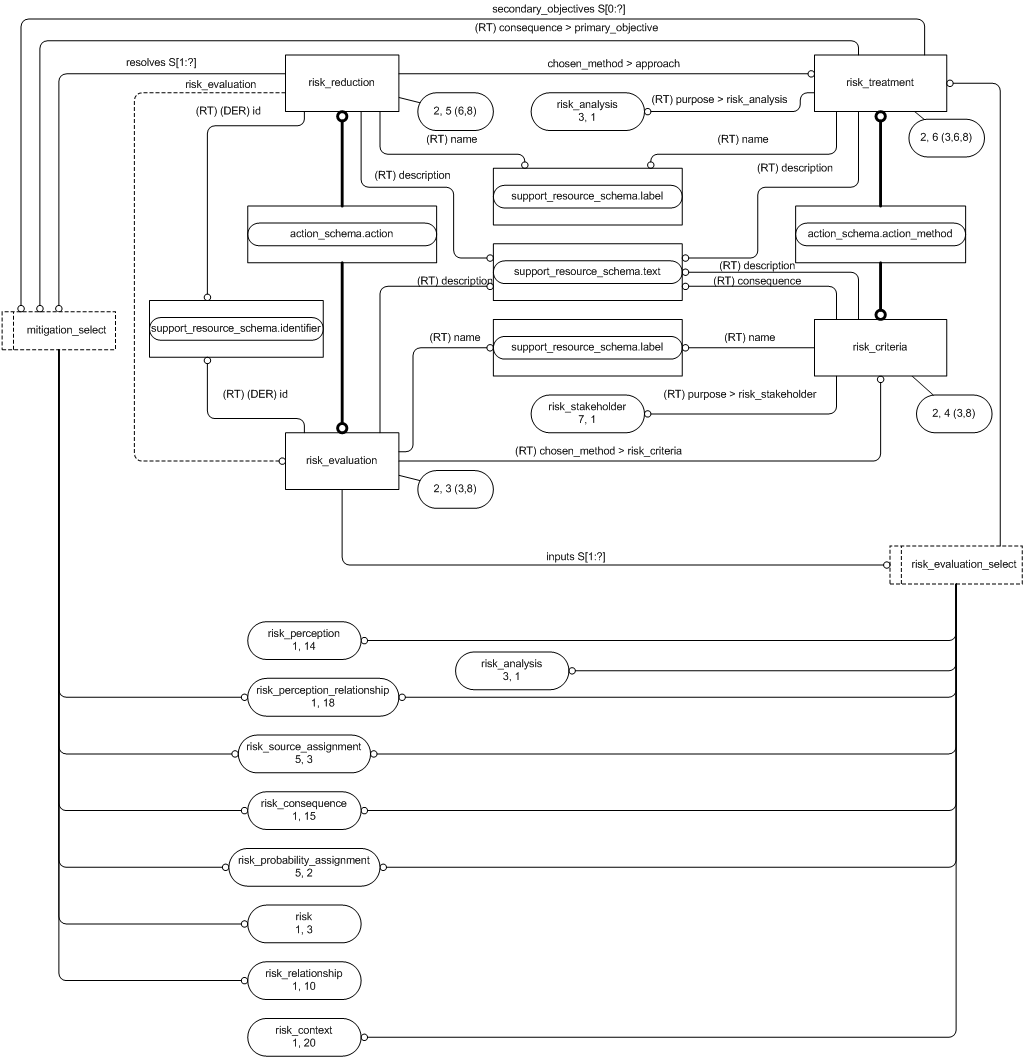 secondary_objectives S[0:?]
(RT) consequence > primary_objective
resolves S[1:?]
chosen_method > approach
risk_reduction
risk_treatment
risk_evaluation
(RT) (DER) id
2, 5 (6,8)
risk_analysis
3, 1
(RT) purpose > risk_analysis
2, 6 (3,6,8)
(RT) name
(RT) name
(RT) description
(RT) description
support_resource_schema.label
action_schema.action
action_schema.action_method
support_resource_schema.text
(RT) description
(RT) description
(RT) consequence
mitigation_select
support_resource_schema.identifier
(RT) name
support_resource_schema.label
(RT) name
risk_criteria
(RT) (DER) id
(RT) purpose > risk_stakeholder
risk_stakeholder
7, 1
2, 4 (3,8)
(RT) chosen_method > risk_criteria
risk_evaluation
2, 3 (3,8)
inputs S[1:?]
risk_evaluation_select
risk_perception
1, 14
risk_analysis
3, 1
risk_perception_relationship
1, 18
risk_source_assignment
5, 3
risk_consequence
1, 15
risk_probability_assignment
5, 2
risk
1, 3
risk_relationship
1, 10
risk_context
1, 20